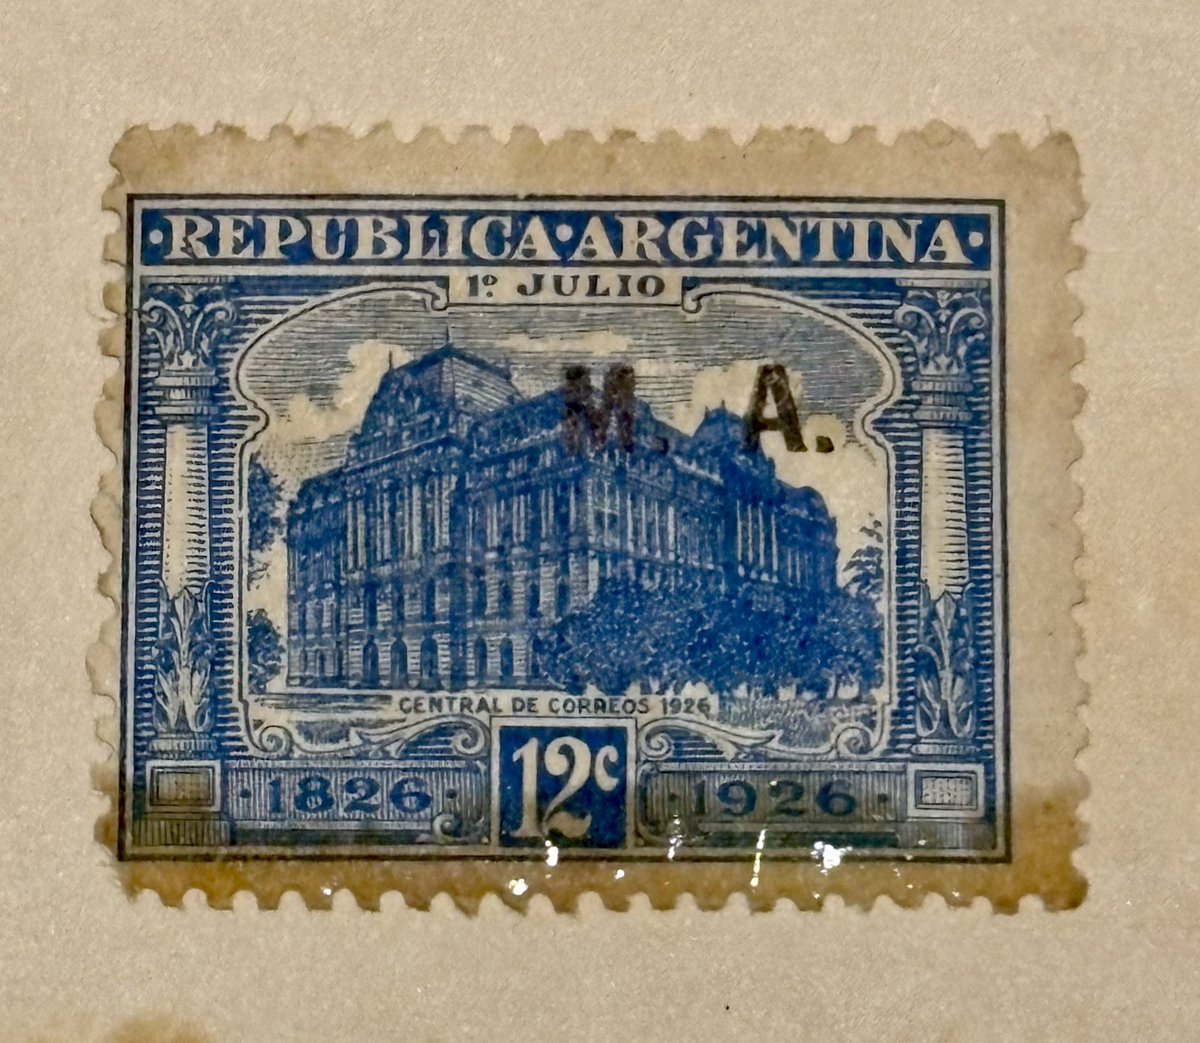 ·REPUBLICA·ARGENTINA·
1º JULIO
M. A.
CENTRAL DE CORREOS 1926
·1826· 12c ·1926·